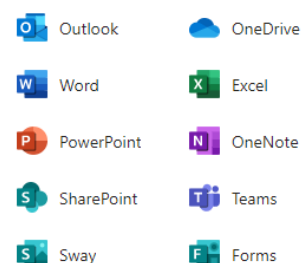 Outlook OneDrive
Word Excel
PowerPoint OneNote
SharePoint Teams
Sway Forms